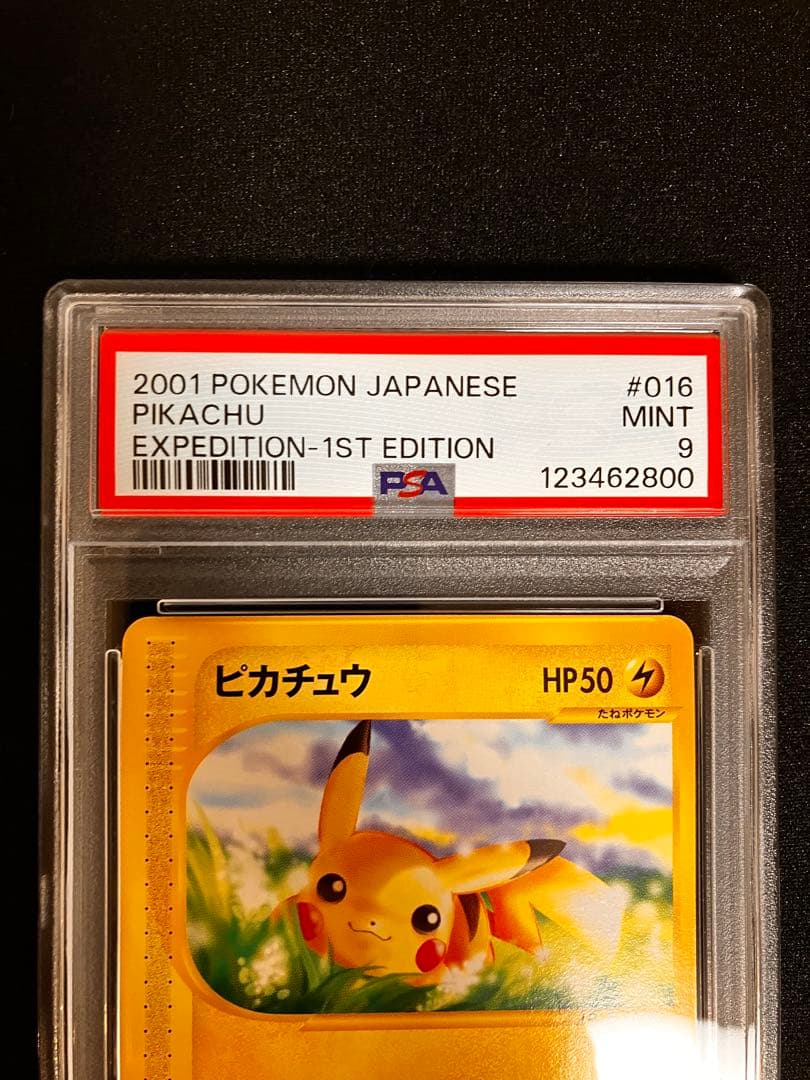 2001 POKEMON JAPANESE #016
PIKACHU MINT
EXPEDITION-1ST EDITION 9
PSA 123462800
ピカチュウ HP50
たねポケモン